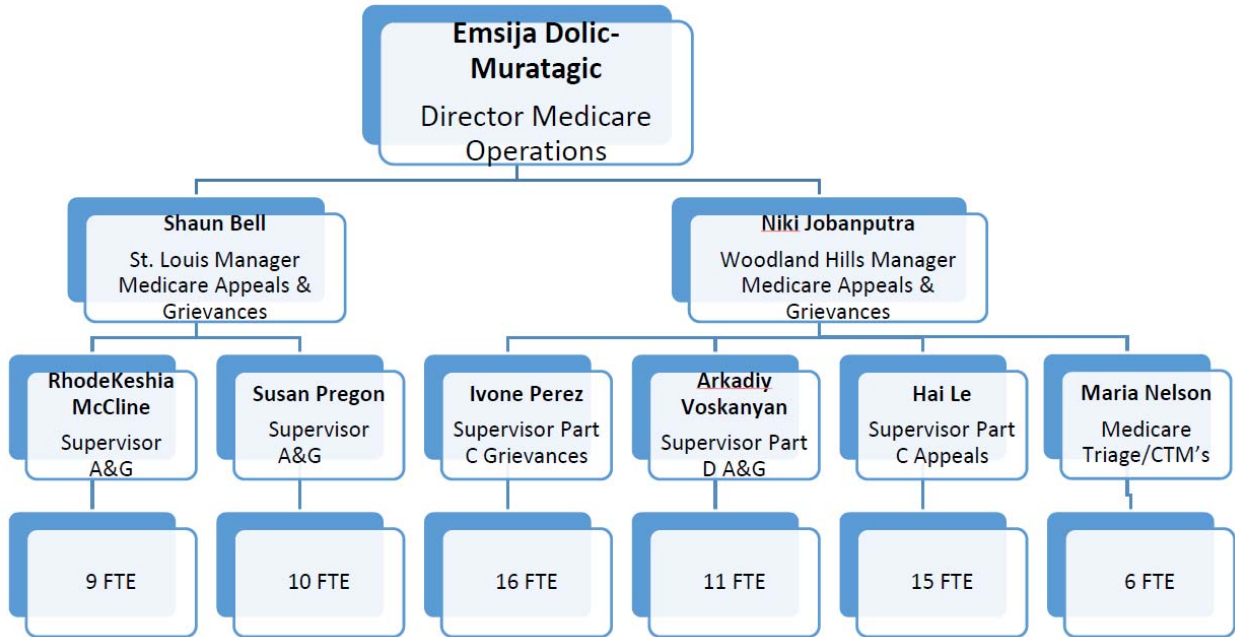 Emsija Dolic-
Muratagic
Director Medicare
Operations
Shaun Bell
St. Louis Manager
Medicare Appeals &
Grievances
Niki Jobanputra
Woodland Hills Manager
Medicare Appeals &
Grievances
RhodeKeshia
McCline
Supervisor
A&G
Susan Pregon
Supervisor
A&G
Ivone Perez
Supervisor Part
C Grievances
Arkadiy
Voskanyan
Supervisor Part
D A&G
Hai Le
Supervisor Part
C Appeals
Maria Nelson
Medicare
Triage/CTM’s
9 FTE
10 FTE
16 FTE
11 FTE
15 FTE
6 FTE